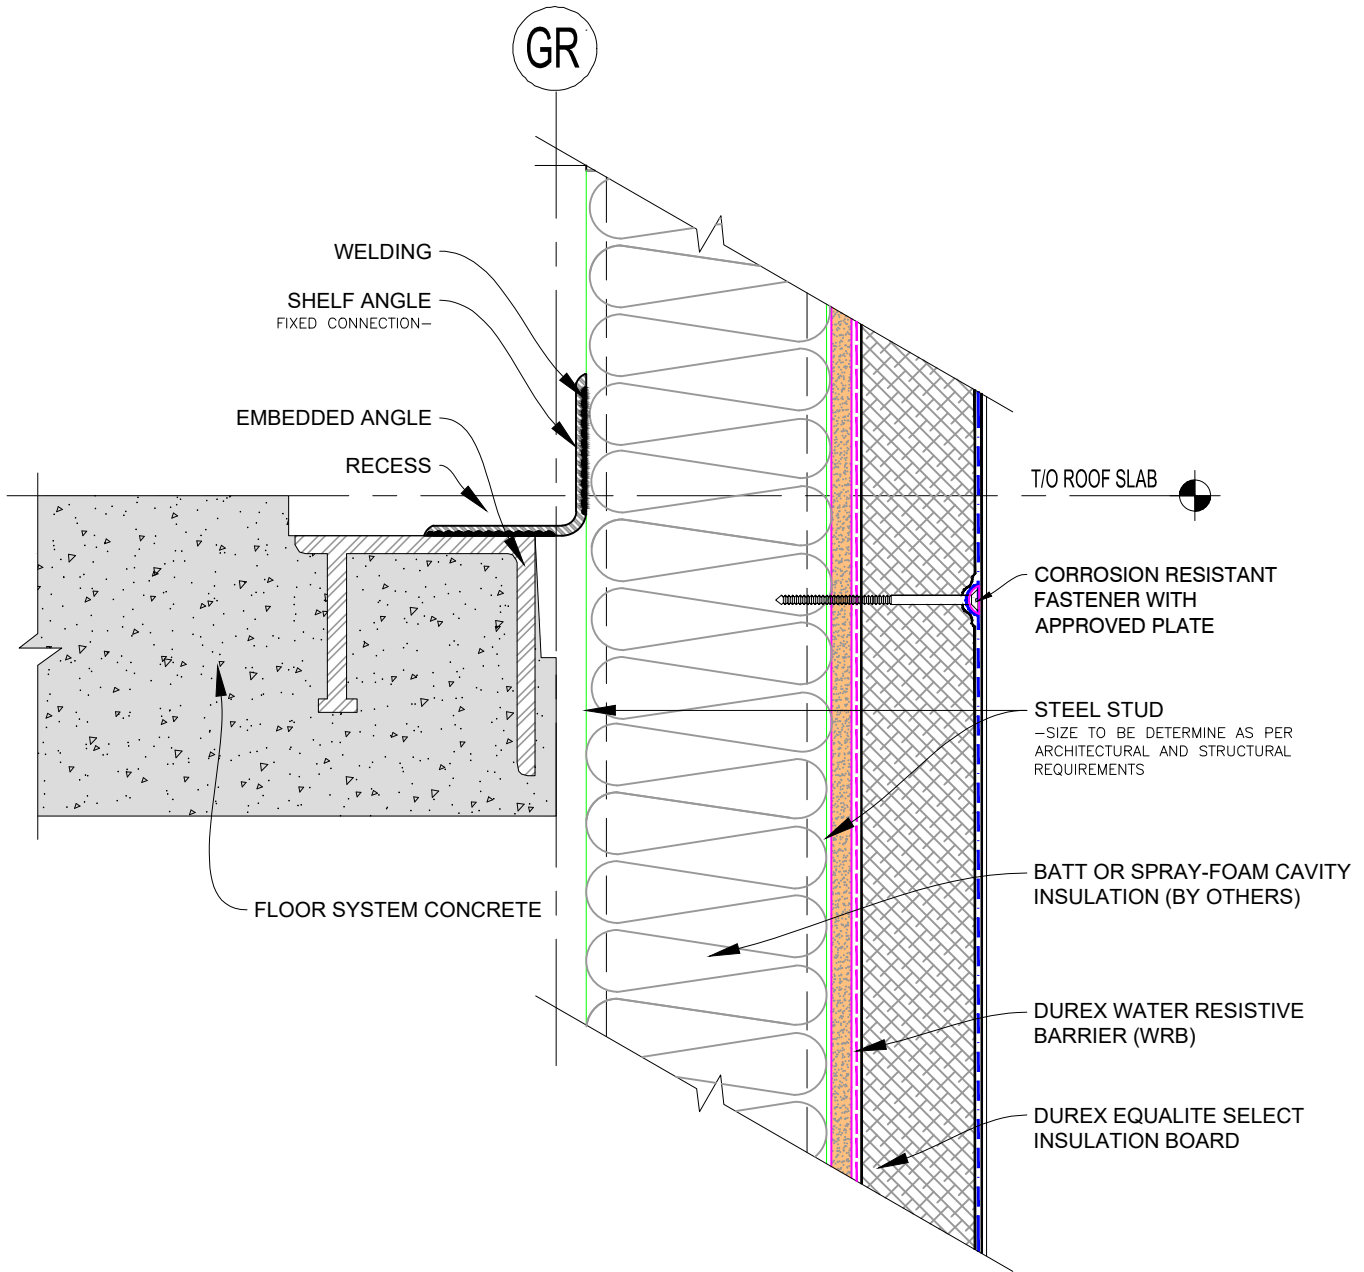 GR
WELDING
SHELF ANGLE
FIXED CONNECTION–
EMBEDDED ANGLE
RECESS
T/O ROOF SLAB
CORROSION RESISTANT
FASTENER WITH
APPROVED PLATE
STEEL STUD
–SIZE TO BE DETERMINE AS PER
ARCHITECTURAL AND STRUCTURAL
REQUIREMENTS
BATT OR SPRAY-FOAM CAVITY
INSULATION (BY OTHERS)
FLOOR SYSTEM CONCRETE
DUREX WATER RESISTIVE
BARRIER (WRB)
DUREX EQUALITE SELECT
INSULATION BOARD